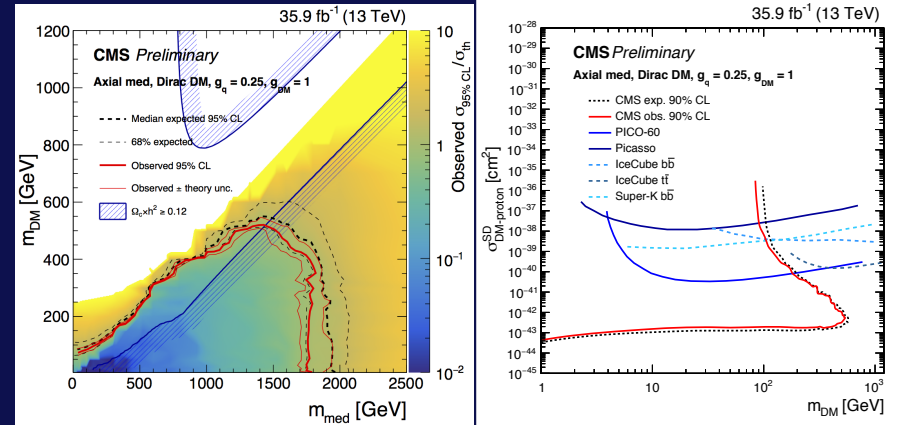 35.9 fb⁻¹ (13 TeV)
CMS Preliminary
Axial med, Dirac DM, g_q = 0.25, g_DM = 1
Median expected 95% CL
68% expected
Observed 95% CL
Observed ± theory unc.
Ω_c×h² ≥ 0.12
1200
1000
800
600
400
200
m_DM [GeV]
0 500 1000 1500 2000 2500
m_med [GeV]
10
1
10⁻¹
10⁻²
Observed σ_95% CL/σ_th
35.9 fb⁻¹ (13 TeV)
CMS Preliminary
Axial med, Dirac DM, g_q = 0.25, g_DM = 1
CMS exp. 90% CL
CMS obs. 90% CL
PICO-60
Picasso
IceCube bb̄
IceCube tt̄
Super-K bb̄
10⁻²⁸
10⁻²⁹
10⁻³⁰
10⁻³¹
10⁻³²
10⁻³³
10⁻³⁴
10⁻³⁵
10⁻³⁶
10⁻³⁷
10⁻³⁸
10⁻³⁹
10⁻⁴⁰
10⁻⁴¹
10⁻⁴²
10⁻⁴³
10⁻⁴⁴
10⁻⁴⁵
σ^SD_DM-proton [cm²]
1 10 10² 10³
m_DM [GeV]